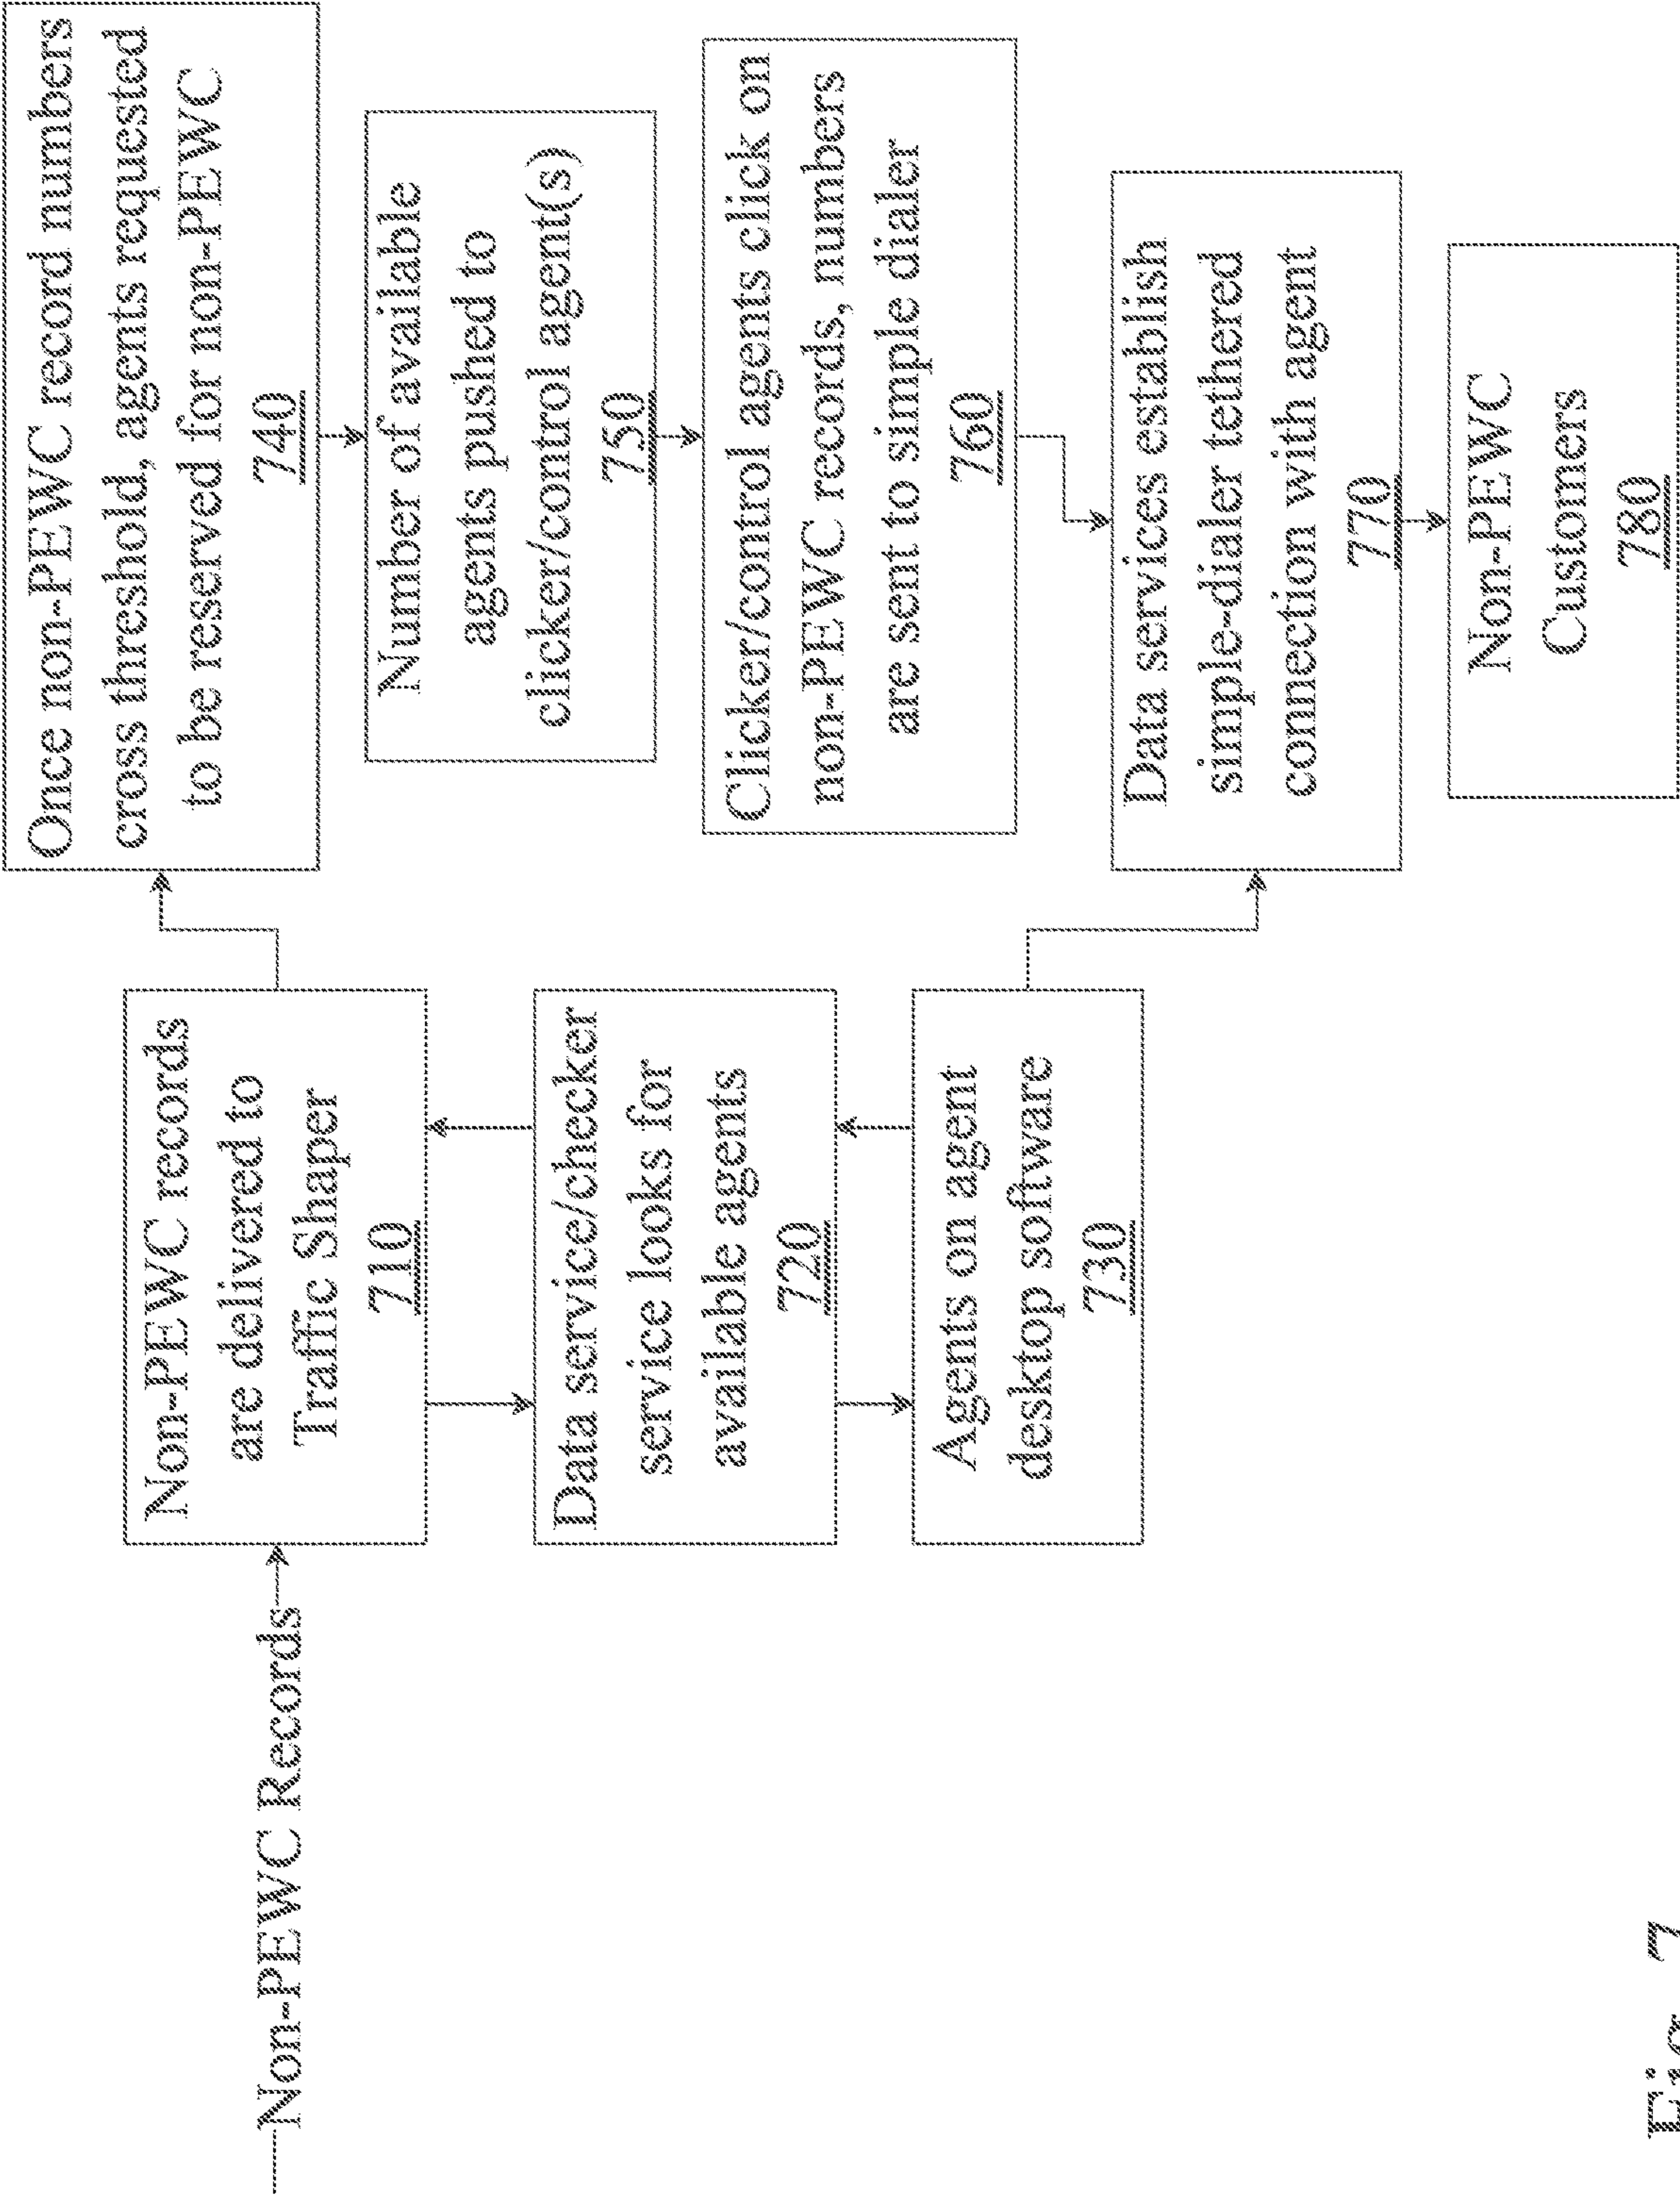 Non-PEWC Records
Non-PEWC records
are delivered to
Traffic Shaper
710
Data service/checker
service looks for
available agents
720
Agents on agent
desktop software
730
Once non-PEWC record numbers
cross threshold, agents requested
to be reserved for non-PEWC
740
Number of available
agents pushed to
clicker/control agent(s)
750
Clicker/control agents click on
non-PEWC records, numbers
are sent to simple dialer
760
Data services establish
simple-dialer tethered
connection with agent
770
Non-PEWC
Customers
780
Fig. 7